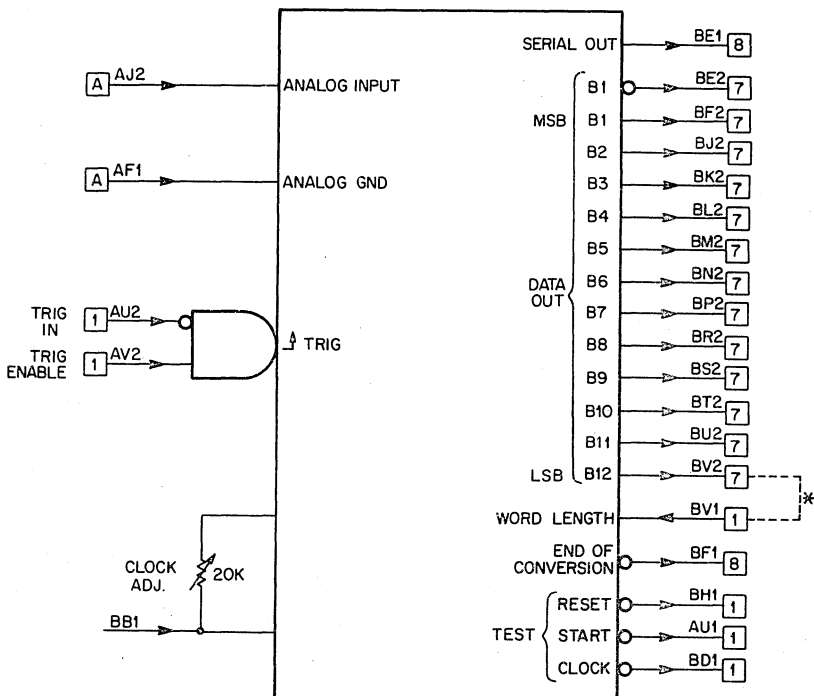 SERIAL OUT BE1 8
A AJ2 ANALOG INPUT B1 BE2 7
MSB B1 BF2 7
B2 BJ2 7
A AF1 ANALOG GND B3 BK2 7
B4 BL2 7
B5 BM2 7
DATA OUT B6 BN2 7
TRIG IN 1 AU2 B7 BP2 7
TRIG TRIG ENABLE 1 AV2 B8 BR2 7
B9 BS2 7
B10 BT2 7
B11 BU2 7
LSB B12 BV2 7
*
WORD LENGTH BV1 1
END OF CONVERSION BF1 8
CLOCK ADJ. 20K
BB1
TEST RESET BH1 1
START AU1 1
CLOCK BD1 1